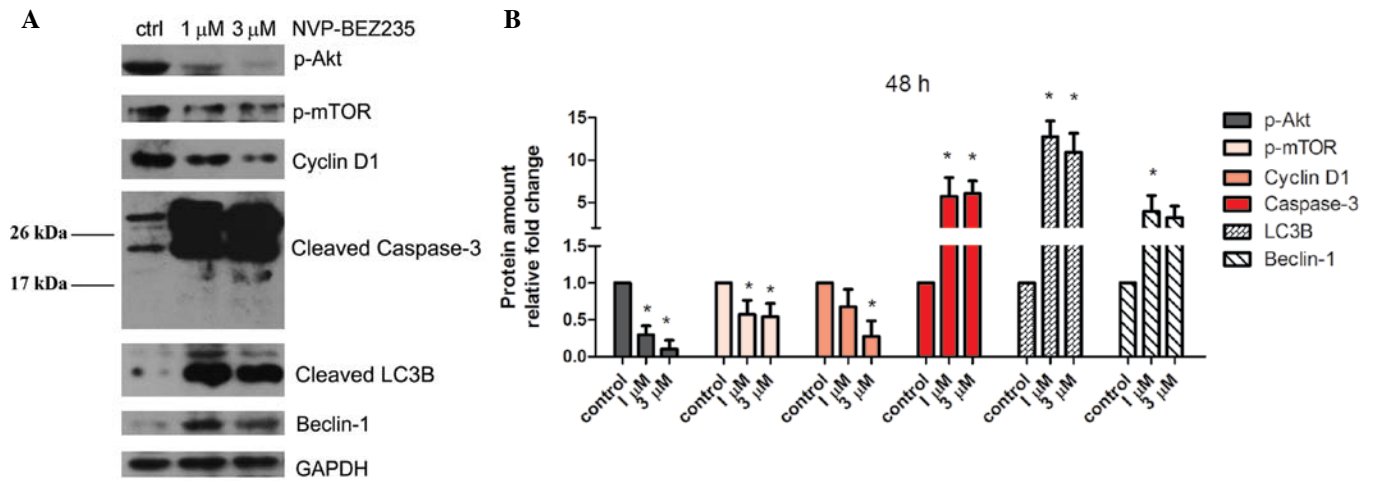 A
ctrl 1 µM 3 µM NVP-BEZ235
p-Akt
p-mTOR
Cyclin D1
26 kDa
Cleaved Caspase-3
17 kDa
Cleaved LC3B
Beclin-1
GAPDH
B
48 h
Protein amount
relative fold change
15
10
5
1.5
1.0
0.5
0.0
* * * * * * * * * * *
control 1 µM 3 µM control 1 µM 3 µM control 1 µM 3 µM control 1 µM 3 µM control 1 µM 3 µM control 1 µM 3 µM
p-Akt
p-mTOR
Cyclin D1
Caspase-3
LC3B
Beclin-1